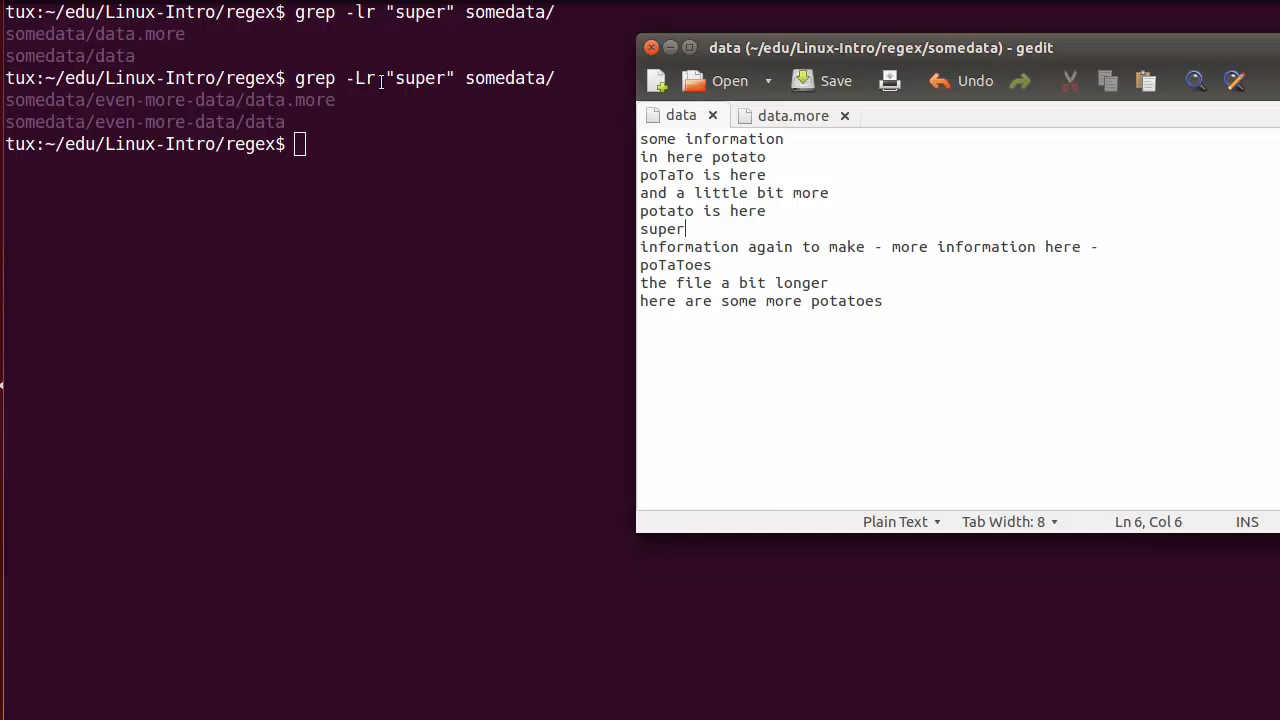 tux:~/edu/Linux-Intro/regex$ grep -lr "super" somedata/
somedata/data.more
somedata/data
tux:~/edu/Linux-Intro/regex$ grep -Lr "super" somedata/
somedata/even-more-data/data.more
somedata/even-more-data/data
tux:~/edu/Linux-Intro/regex$
data (~/edu/Linux-Intro/regex/somedata) - gedit
Open Save Undo
data data.more
some information
in here potato
poTaTo is here
and a little bit more
potato is here
super
information again to make - more information here -
poTaToes
the file a bit longer
here are some more potatoes
Plain Text Tab Width: 8 Ln 6, Col 6 INS